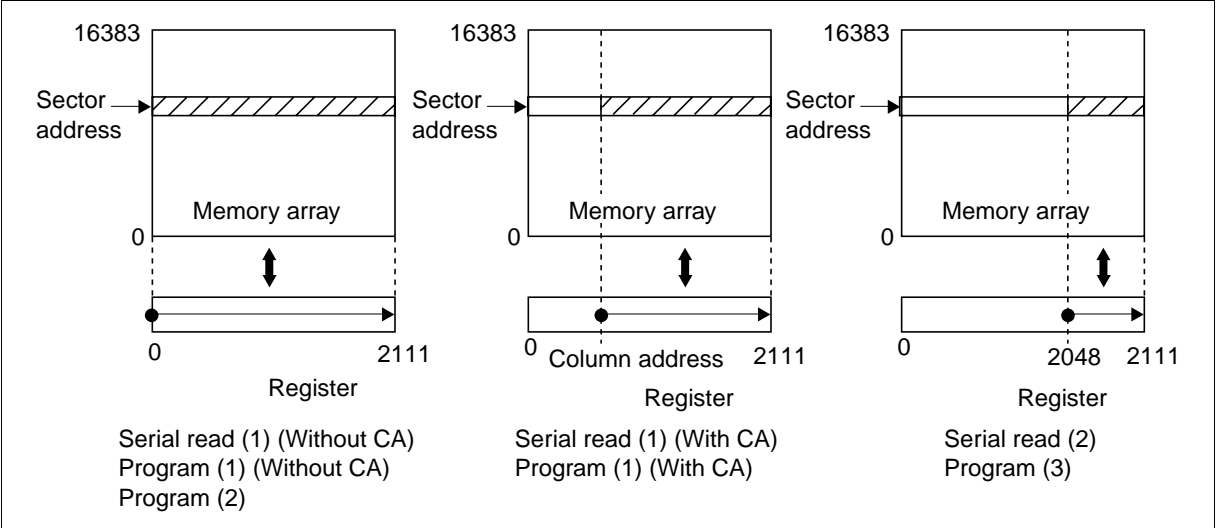 16383
Sector
address
Memory array
0
0
2111
Register
Serial read (1) (Without CA)
Program (1) (Without CA)
Program (2)
16383
Sector
address
Memory array
0
0
Column address
2111
Register
Serial read (1) (With CA)
Program (1) (With CA)
16383
Sector
address
Memory array
0
0
2048
2111
Register
Serial read (2)
Program (3)